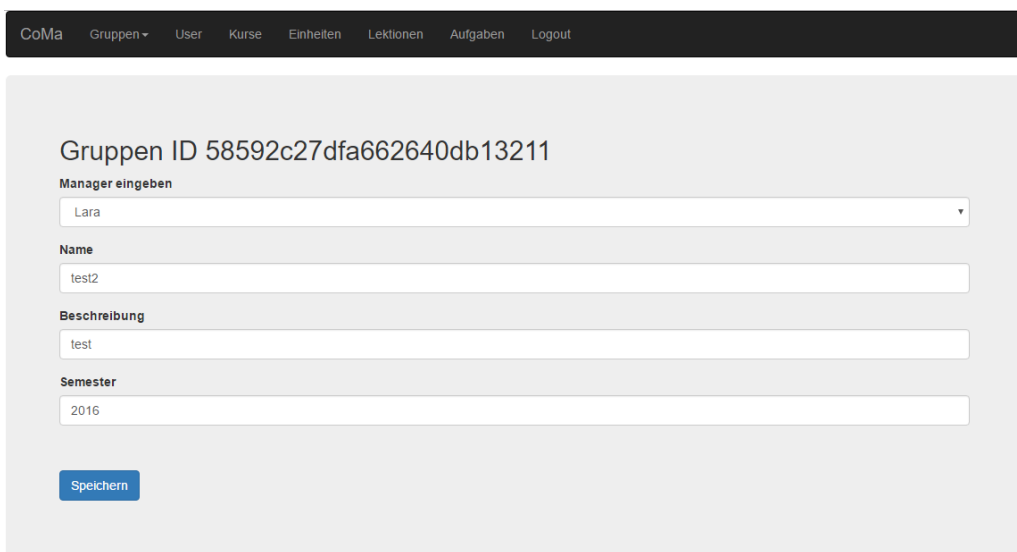 CoMa Gruppen User Kurse Einheiten Lektionen Aufgaben Logout
Gruppen ID 58592c27dfa662640db13211
Manager eingeben
Lara
Name
test2
Beschreibung
test
Semester
2016
Speichern